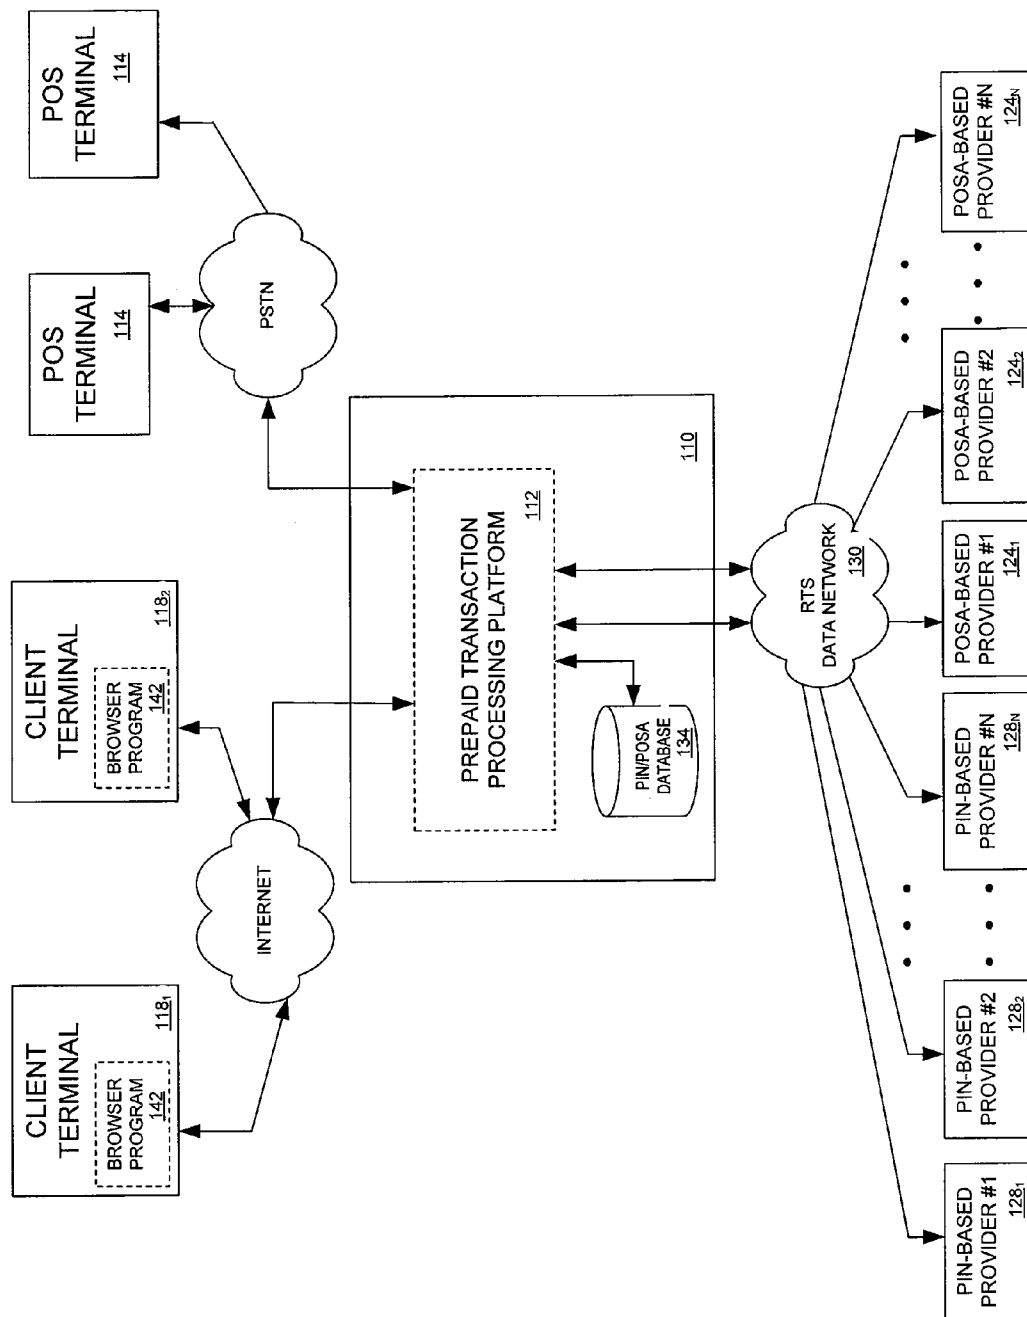 CLIENT
TERMINAL
118₁
BROWSER
PROGRAM
142
CLIENT
TERMINAL
118₂
BROWSER
PROGRAM
142
POS
TERMINAL
114
POS
TERMINAL
114
INTERNET
PSTN
PREPAID TRANSACTION
PROCESSING PLATFORM
112
PIN/POSA
DATABASE
134
110
RTS
DATA NETWORK
130
PIN-BASED
PROVIDER #1
128₁
PIN-BASED
PROVIDER #2
128₂
PIN-BASED
PROVIDER #N
128N
POSA-BASED
PROVIDER #1
124₁
POSA-BASED
PROVIDER #2
124₂
POSA-BASED
PROVIDER #N
124N